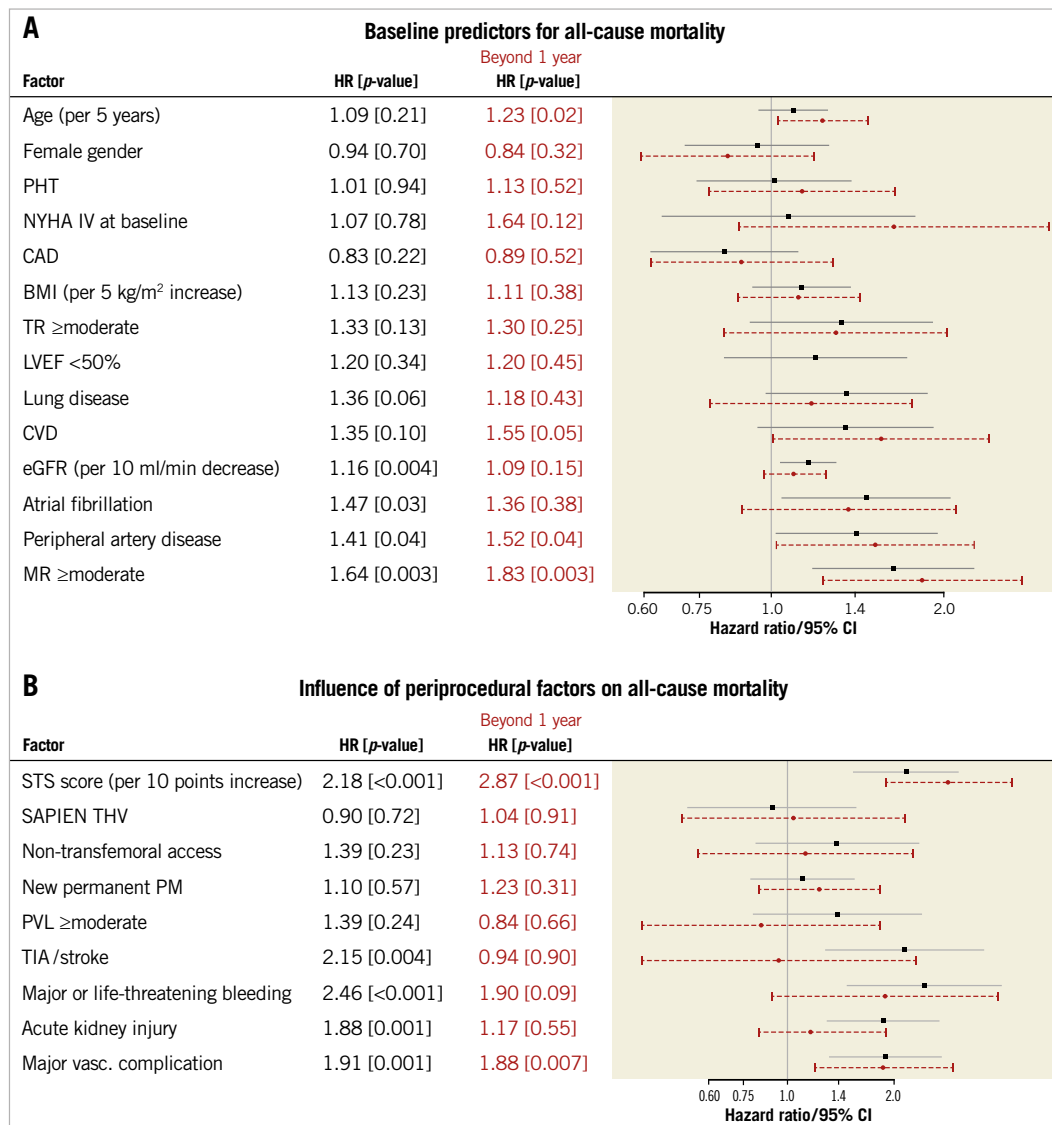 A
Baseline predictors for all-cause mortality
Beyond 1 year
Factor HR [p-value] HR [p-value]
Age (per 5 years) 1.09 [0.21] 1.23 [0.02]
Female gender 0.94 [0.70] 0.84 [0.32]
PHT 1.01 [0.94] 1.13 [0.52]
NYHA IV at baseline 1.07 [0.78] 1.64 [0.12]
CAD 0.83 [0.22] 0.89 [0.52]
BMI (per 5 kg/m² increase) 1.13 [0.23] 1.11 [0.38]
TR ≥moderate 1.33 [0.13] 1.30 [0.25]
LVEF <50% 1.20 [0.34] 1.20 [0.45]
Lung disease 1.36 [0.06] 1.18 [0.43]
CVD 1.35 [0.10] 1.55 [0.05]
eGFR (per 10 ml/min decrease) 1.16 [0.004] 1.09 [0.15]
Atrial fibrillation 1.47 [0.03] 1.36 [0.38]
Peripheral artery disease 1.41 [0.04] 1.52 [0.04]
MR ≥moderate 1.64 [0.003] 1.83 [0.003]
0.60 0.75 1.0 1.4 2.0
Hazard ratio/95% CI
B
Influence of periprocedural factors on all-cause mortality
Beyond 1 year
Factor HR [p-value] HR [p-value]
STS score (per 10 points increase) 2.18 [<0.001] 2.87 [<0.001]
SAPIEN THV 0.90 [0.72] 1.04 [0.91]
Non-transfemoral access 1.39 [0.23] 1.13 [0.74]
New permanent PM 1.10 [0.57] 1.23 [0.31]
PVL ≥moderate 1.39 [0.24] 0.84 [0.66]
TIA/stroke 2.15 [0.004] 0.94 [0.90]
Major or life-threatening bleeding 2.46 [<0.001] 1.90 [0.09]
Acute kidney injury 1.88 [0.001] 1.17 [0.55]
Major vasc. complication 1.91 [0.001] 1.88 [0.007]
0.60 0.75 1.0 1.4 2.0
Hazard ratio/95% CI